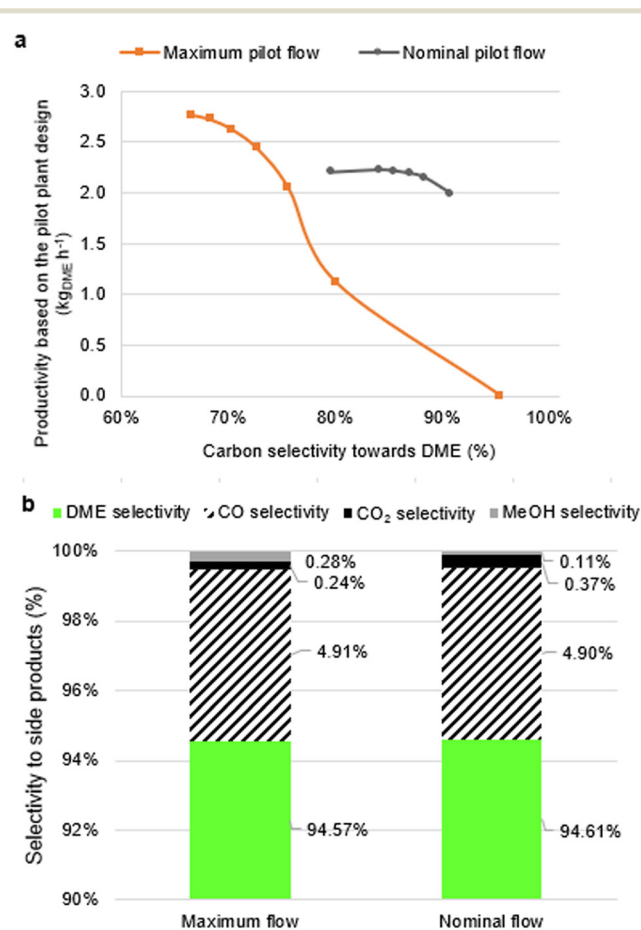 a
Maximum pilot flow Nominal pilot flow
Productivity based on the pilot plant design
(kgDME h-1)
3.0
2.5
2.0
1.5
1.0
0.5
0.0
60% 70% 80% 90% 100%
Carbon selectivity towards DME (%)
b
DME selectivity CO selectivity CO₂ selectivity MeOH selectivity
Selectivity to side products (%)
100%
98%
96%
94%
92%
90%
0.28%
0.24%
4.91%
94.57%
0.11%
0.37%
4.90%
94.61%
Maximum flow Nominal flow